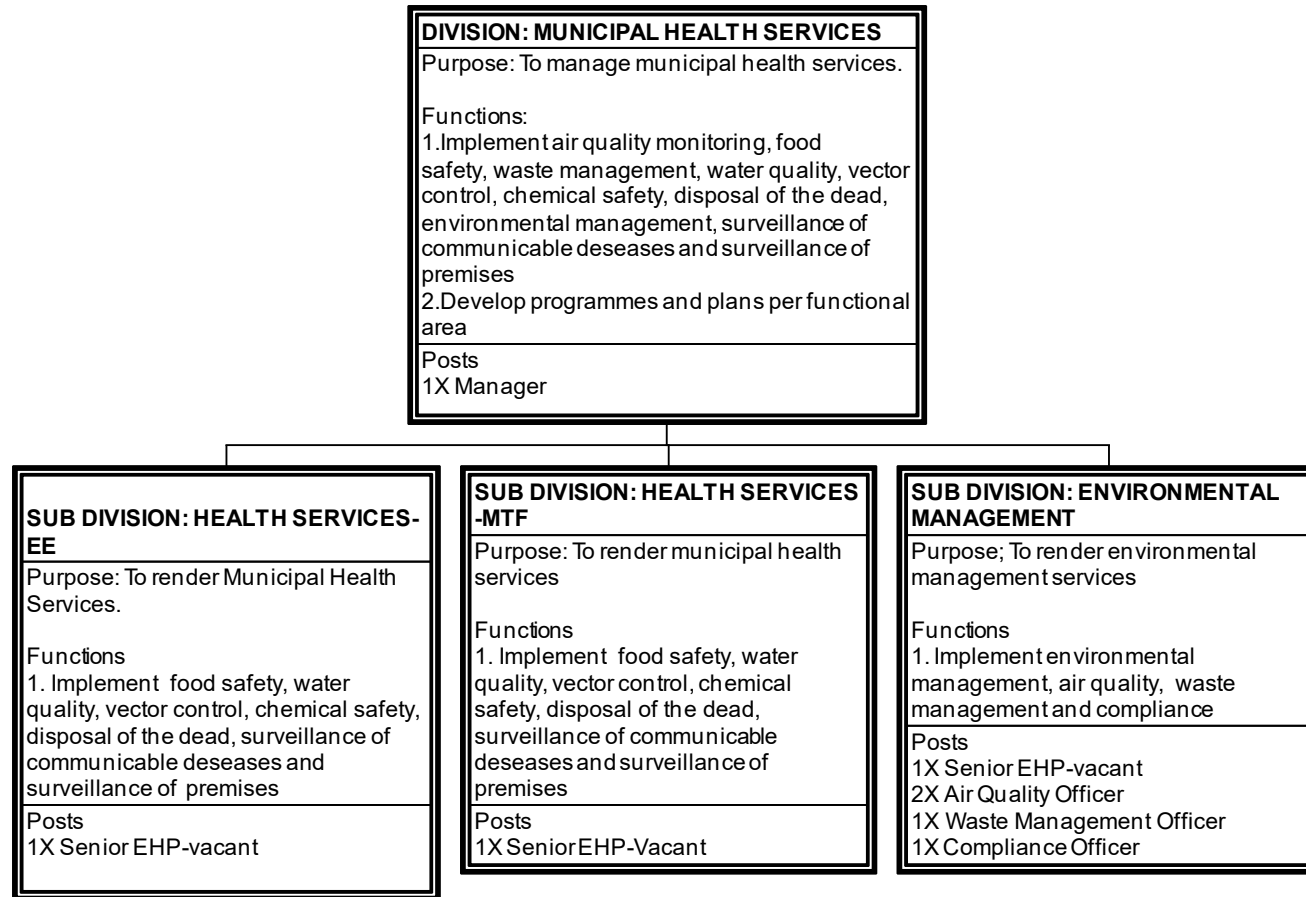 DIVISION: MUNICIPAL HEALTH SERVICES
Purpose: To manage municipal health services.
Functions:
1.Implement air quality monitoring, food
safety, waste management, water quality, vector
control, chemical safety, disposal of the dead,
environmental management, surveillance of
communicable deseases and surveillance of
premises
2.Develop programmes and plans per functional
area
Posts
1X Manager
SUB DIVISION: HEALTH SERVICES-
EE
Purpose: To render Municipal Health
Services.
Functions
1. Implement food safety, water
quality, vector control, chemical safety,
disposal of the dead, surveillance of
communicable deseases and
surveillance of premises
Posts
1X Senior EHP-vacant
SUB DIVISION: HEALTH SERVICES
-MTF
Purpose: To render municipal health
services
Functions
1. Implement food safety, water
quality, vector control, chemical
safety, disposal of the dead,
surveillance of communicable
deseases and surveillance of
premises
Posts
1X Senior EHP-Vacant
SUB DIVISION: ENVIRONMENTAL
MANAGEMENT
Purpose; To render environmental
management services
Functions
1. Implement environmental
management, air quality, waste
management and compliance
Posts
1X Senior EHP-vacant
2X Air Quality Officer
1X Waste Management Officer
1X Compliance Officer